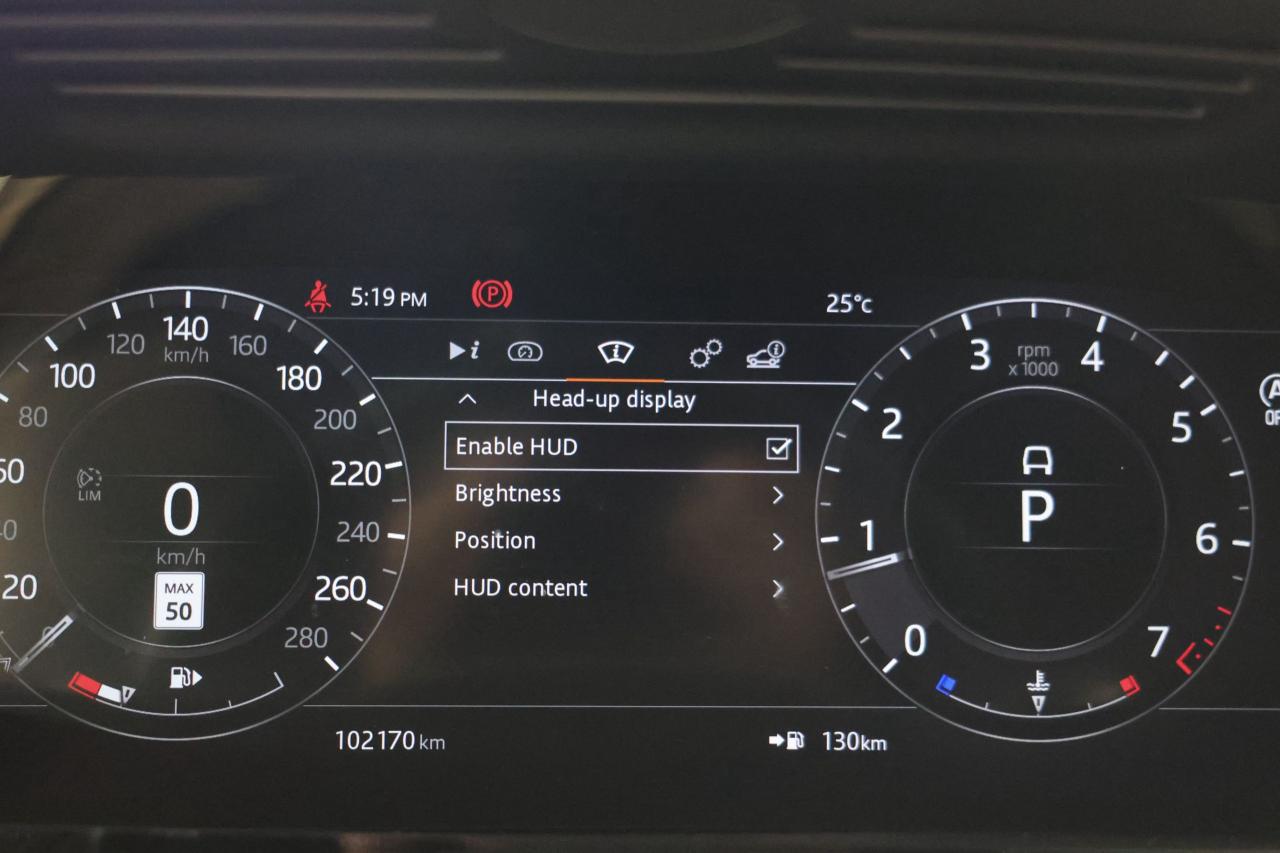 5:19 PM
P
25°C
Head-up display
Enable HUD
Brightness
Position
HUD content
80
100
120
140
km/h
160
180
200
220
240
260
280
20
LIM
0
km/h
MAX
50
102170 km
130km
0
1
2
3
rpm
x 1000
4
5
6
7
P